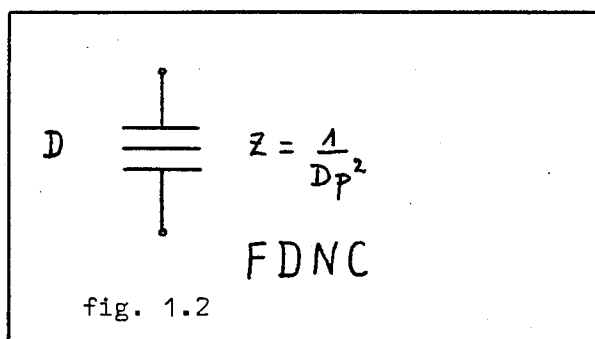 D Z = 1/Dp²
FDNC
fig. 1.2